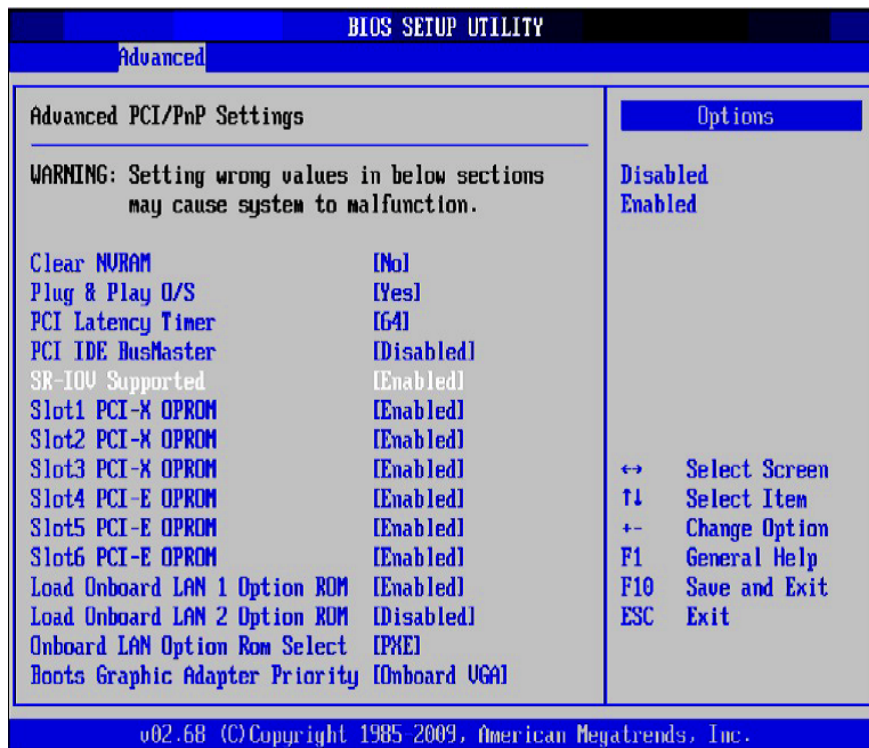 BIOS SETUP UTILITY
Advanced
Advanced PCI/PnP Settings
WARNING: Setting wrong values in below sections
may cause system to malfunction.
Clear NVRAM [No]
Plug & Play O/S [Yes]
PCI Latency Timer [64]
PCI IDE BusMaster [Disabled]
SR-IOV Supported [Enabled]
Slot1 PCI-X OPROM [Enabled]
Slot2 PCI-X OPROM [Enabled]
Slot3 PCI-X OPROM [Enabled]
Slot4 PCI-E OPROM [Enabled]
Slot5 PCI-E OPROM [Enabled]
Slot6 PCI-E OPROM [Enabled]
Load Onboard LAN 1 Option ROM [Enabled]
Load Onboard LAN 2 Option ROM [Disabled]
Onboard LAN Option Rom Select [PXE]
Boots Graphic Adapter Priority [Onboard VGA]
Options
Disabled
Enabled
↔ Select Screen
↑↓ Select Item
+- Change Option
F1 General Help
F10 Save and Exit
ESC Exit
v02.68 (C)Copyright 1985-2009, American Megatrends, Inc.